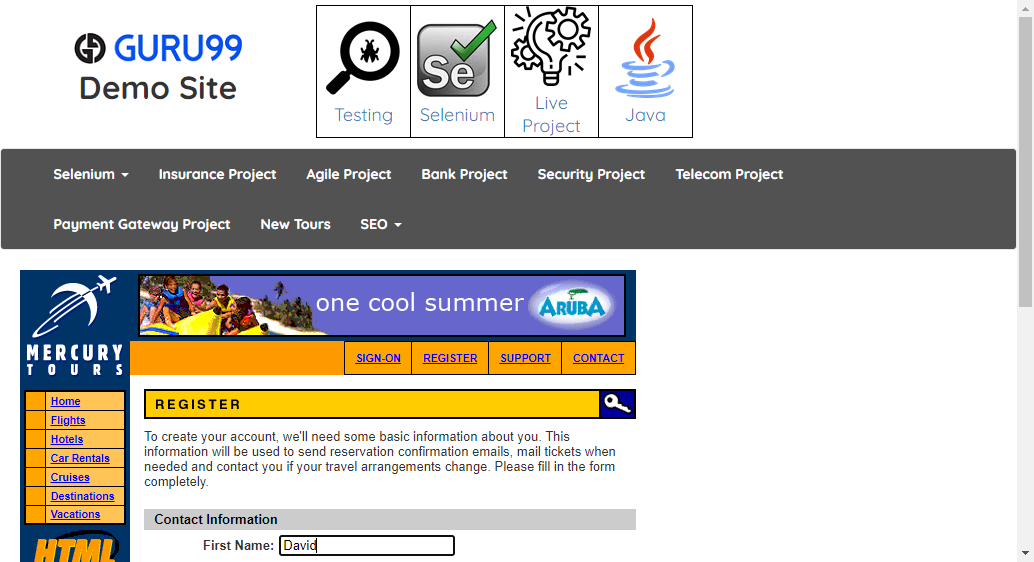 GURU99
Demo Site
Testing
Se
Selenium
Live
Project
Java
Selenium
Insurance Project
Agile Project
Bank Project
Security Project
Telecom Project
Payment Gateway Project
New Tours
SEO
MERCURY
TOURS
one cool summer
ARUBA
SIGN-ON
REGISTER
SUPPORT
CONTACT
Home
Flights
Hotels
Car Rentals
Cruises
Destinations
Vacations
HTML
REGISTER
To create your account, we'll need some basic information about you. This
information will be used to send reservation confirmation emails, mail tickets when
needed and contact you if your travel arrangements change. Please fill in the form
completely.
Contact Information
First Name: David